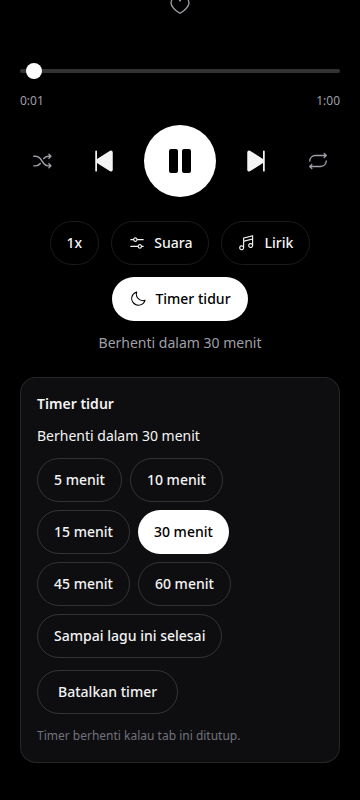 0:01
1:00
1x
Suara
Lirik
Timer tidur
Berhenti dalam 30 menit
Timer tidur
Berhenti dalam 30 menit
5 menit
10 menit
15 menit
30 menit
45 menit
60 menit
Sampai lagu ini selesai
Batalkan timer
Timer berhenti kalau tab ini ditutup.